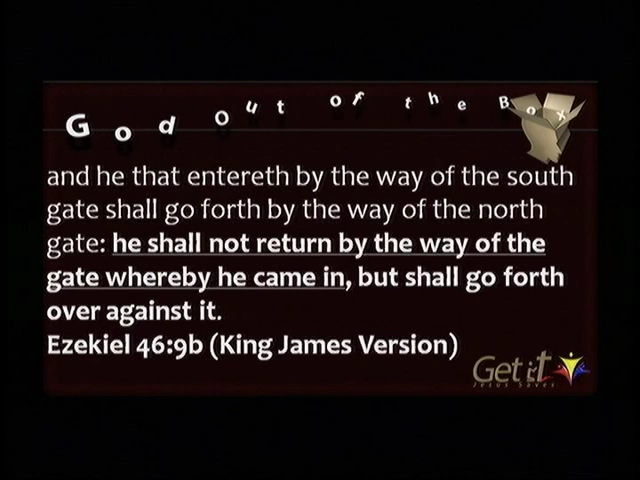 God Out of the Box
and he that entereth by the way of the south
gate shall go forth by the way of the north
gate: he shall not return by the way of the
gate whereby he came in, but shall go forth
over against it.
Ezekiel 46:9b (King James Version)
Get it
Jesus Saves